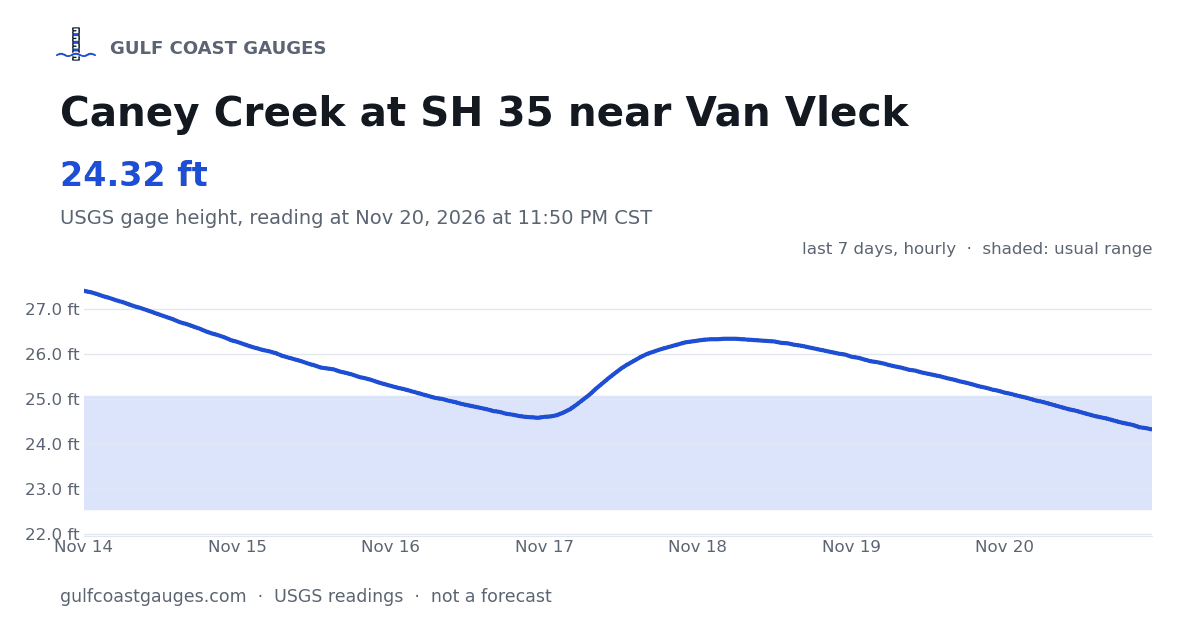 GULF COAST GAUGES
Caney Creek at SH 35 near Van Vleck
24.32 ft
USGS gage height, reading at Nov 20, 2026 at 11:50 PM CST
last 7 days, hourly · shaded: usual range
27.0 ft
26.0 ft
25.0 ft
24.0 ft
23.0 ft
22.0 ft
Nov 14 Nov 15 Nov 16 Nov 17 Nov 18 Nov 19 Nov 20
gulfcoastgauges.com · USGS readings · not a forecast